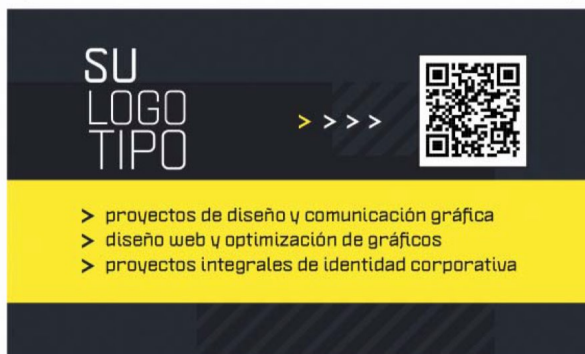 SU
LOGO
TIPO
> > > >
> proyectos de diseño y comunicación gráfica
> diseño web y optimización de gráficos
> proyectos integrales de identidad corporativa